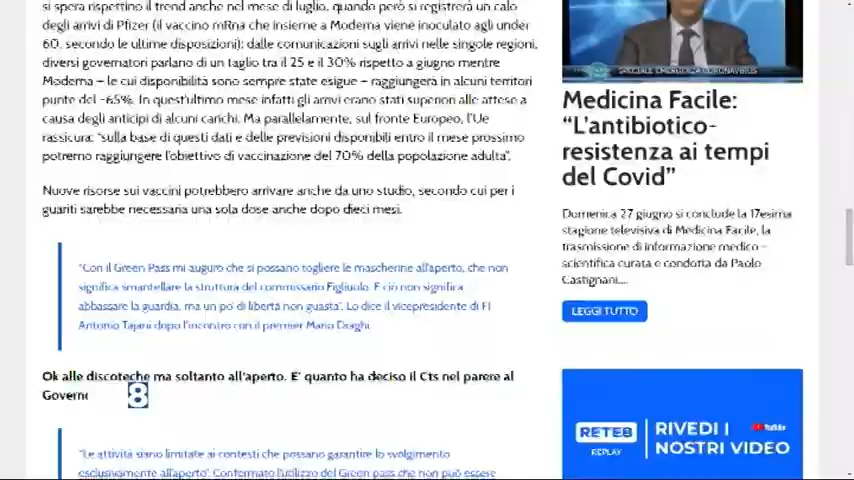 si spera rispettino il trend anche nel mese di luglio, quando però si registrerà un calo
degli arrivi di Pfizer (il vaccino mRna che insieme a Moderna viene inoculato agli under
60, secondo le ultime disposizioni): dalle comunicazioni sugli arrivi nelle singole regioni,
diversi governatori parlano di un taglio tra il 25 e il 30% rispetto a giugno mentre
Moderna – le cui disponibilità sono sempre state esigue – raggiungerà in alcuni territori
punte del -65%. In quest'ultimo mese infatti gli arrivi erano stati superiori alle attese a
causa degli anticipi di alcuni carichi. Ma parallelamente, sul fronte Europeo, l'Ue
rassicura: "sulla base di questi dati e delle previsioni disponibili entro il mese prossimo
potremo raggiungere l'obiettivo di vaccinazione del 70% della popolazione adulta".
Nuove risorse sui vaccini potrebbero arrivare anche da uno studio, secondo cui per i
guariti sarebbe necessaria una sola dose anche dopo dieci mesi.
"Con il Green Pass mi auguro che si possano togliere le mascherine all'aperto, che non
significa smantellare la struttura del commissario Figliuolo. E ciò non significa
abbassare la guardia, ma un po' di libertà non guasta". Lo dice il vicepresidente di FI
Antonio Tajani dopo l'incontro con il premier Mario Draghi.
Ok alle discoteche ma soltanto all'aperto. E' quanto ha deciso il Cts nel parere al
Governo
8
"Le attività siano limitate ai contesti che possano garantire lo svolgimento
esclusivamente all'aperto". Confermato l'utilizzo del Green pass che non può essere
SPECIALE EMERGENZA CORONAVIRUS
Medicina Facile:
“L'antibiotico-
resistenza ai tempi
del Covid”
Domenica 27 giugno si conclude la 17esima
stagione televisiva di Medicina Facile, la
trasmissione di informazione medico –
scientifica curata e condotta da Paolo
Castignani....
LEGGI TUTTO
RETE8
REPLAY
RIVEDI I
NOSTRI VIDEO
YouTube